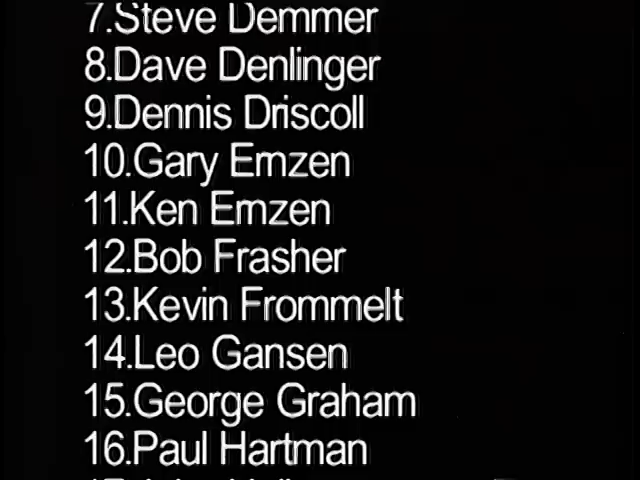 7.Steve Demmer
8.Dave Denlinger
9.Dennis Driscoll
10.Gary Emzen
11.Ken Emzen
12.Bob Frasher
13.Kevin Frommelt
14.Leo Gansen
15.George Graham
16.Paul Hartman